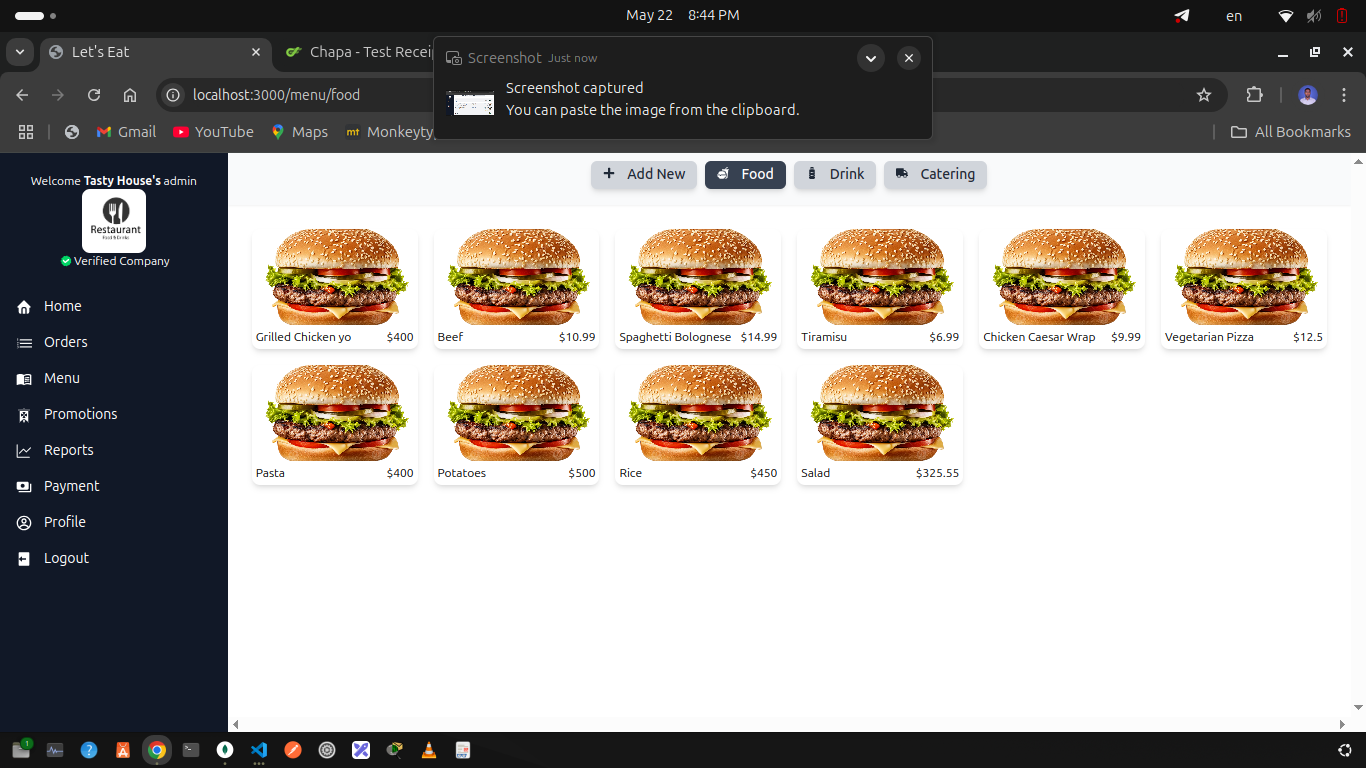 May 22 8:44 PM
en
Let's Eat
Chapa - Test Recei
Screenshot Just now
Screenshot captured
You can paste the image from the clipboard.
localhost:3000/menu/food
Gmail YouTube Maps mt Monkeyty All Bookmarks
Welcome Tasty House's admin
Restaurant
Food & Drinks
Verified Company
Home
Orders
Menu
Promotions
Reports
Payment
Profile
Logout
+ Add New Food Drink Catering
Grilled Chicken yo $400 Beef $10.99 Spaghetti Bolognese $14.99 Tiramisu $6.99 Chicken Caesar Wrap $9.99 Vegetarian Pizza $12.5
Pasta $400 Potatoes $500 Rice $450 Salad $325.55
1